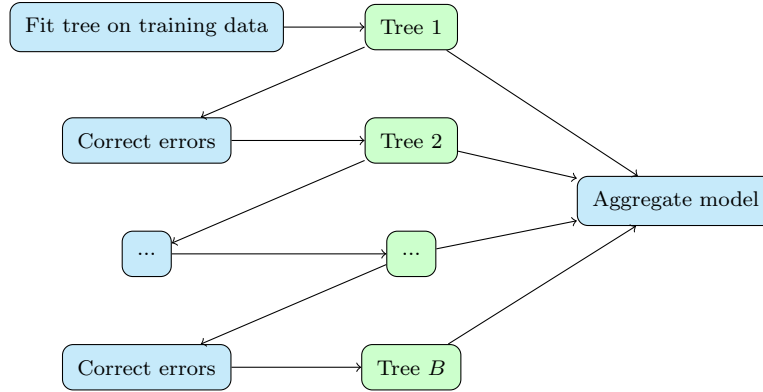 Fit tree on training data
Tree 1
Correct errors
Tree 2
Aggregate model
...
...
Correct errors
Tree B